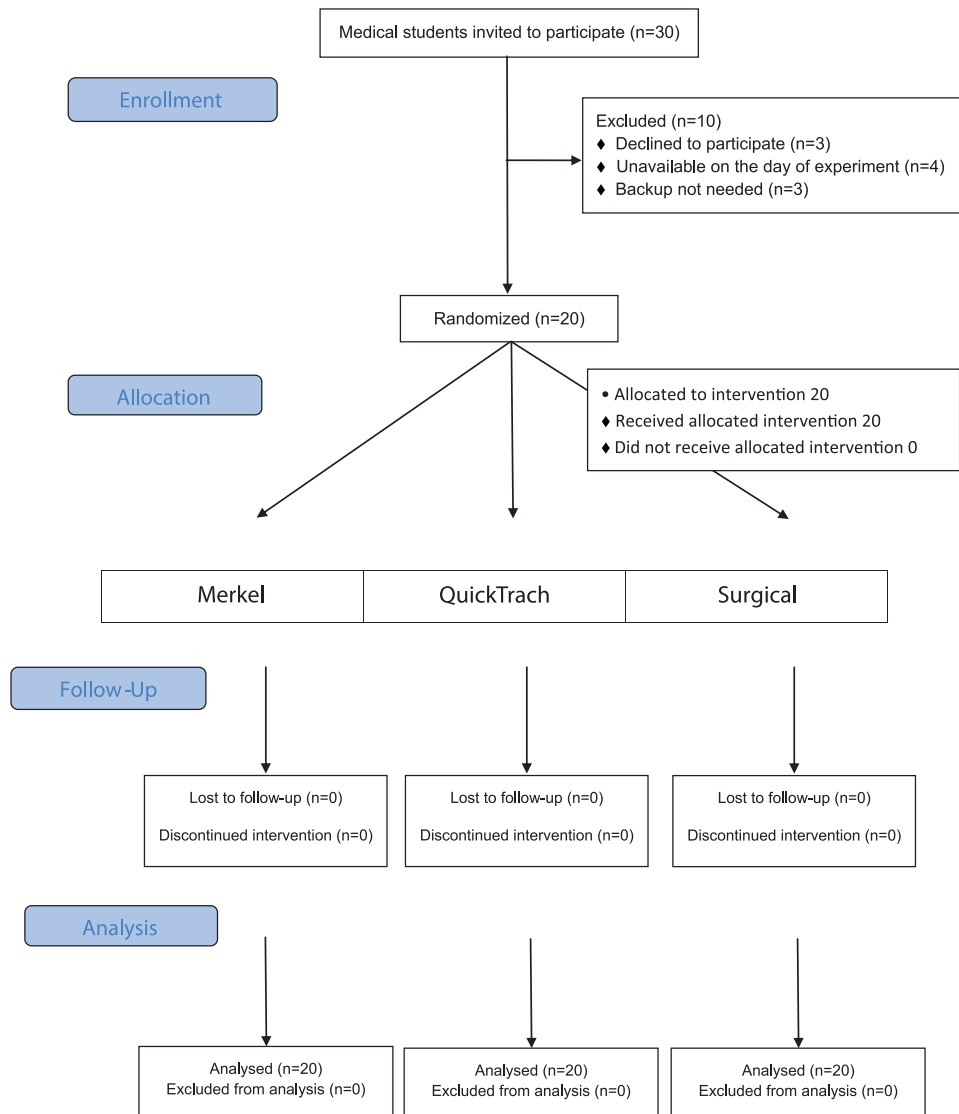 Medical students invited to participate (n=30)
Enrollment
Excluded (n=10)
♦ Declined to participate (n=3)
♦ Unavailable on the day of experiment (n=4)
♦ Backup not needed (n=3)
Randomized (n=20)
Allocation
• Allocated to intervention 20
♦ Received allocated intervention 20
♦ Did not receive allocated intervention 0
Merkel
QuickTrach
Surgical
Follow-Up
Lost to follow-up (n=0)
Discontinued intervention (n=0)
Lost to follow-up (n=0)
Discontinued intervention (n=0)
Lost to follow-up (n=0)
Discontinued intervention (n=0)
Analysis
Analysed (n=20)
Excluded from analysis (n=0)
Analysed (n=20)
Excluded from analysis (n=0)
Analysed (n=20)
Excluded from analysis (n=0)